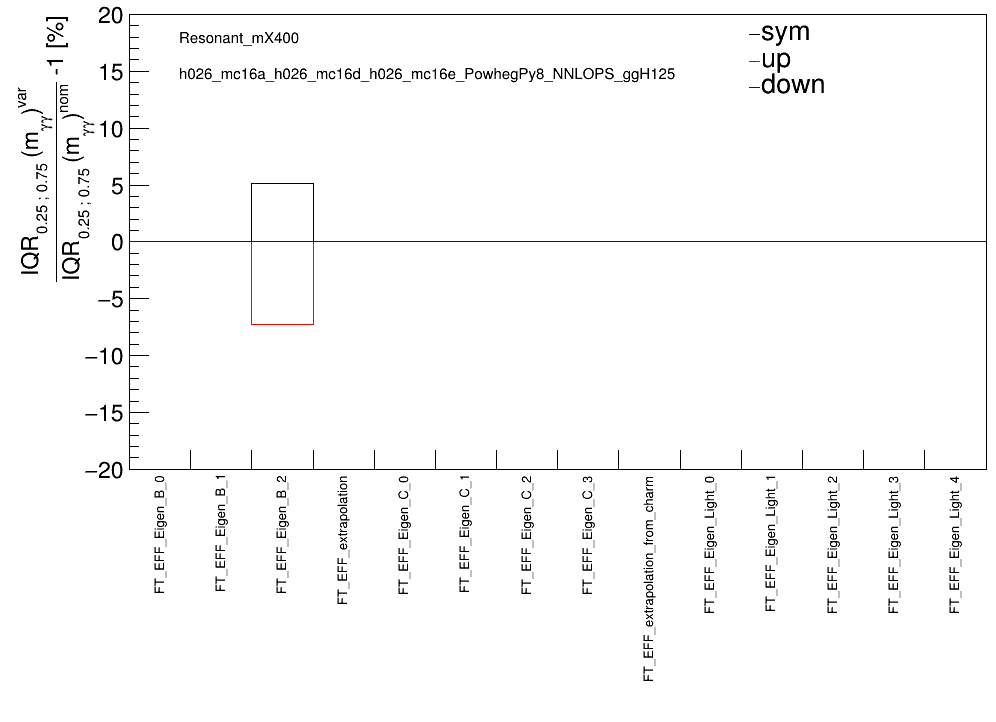 20
15
10
5
0
−5
−10
−15
−20
IQR0.25 ; 0.75 (mγγ)var
IQR0.25 ; 0.75 (mγγ)nom
-1 [%]
Resonant_mX400
h026_mc16a_h026_mc16d_h026_mc16e_PowhegPy8_NNLOPS_ggH125
sym
up
down
FT_EFF_Eigen_B_0
FT_EFF_Eigen_B_1
FT_EFF_Eigen_B_2
FT_EFF_extrapolation
FT_EFF_Eigen_C_0
FT_EFF_Eigen_C_1
FT_EFF_Eigen_C_2
FT_EFF_Eigen_C_3
FT_EFF_extrapolation_from_charm
FT_EFF_Eigen_Light_0
FT_EFF_Eigen_Light_1
FT_EFF_Eigen_Light_2
FT_EFF_Eigen_Light_3
FT_EFF_Eigen_Light_4